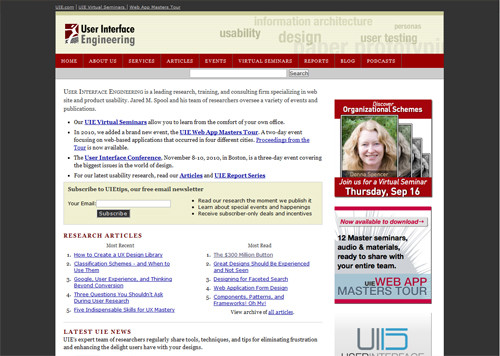 UIE.com | UIE Virtual Seminars | Web App Masters Tour
User Interface
Engineering
information architecture
personas
usability
design
user testing
paper prototypi
HOME ABOUT US SERVICES ARTICLES EVENTS VIRTUAL SEMINARS REPORTS BLOG PODCASTS
Search
USER INTERFACE ENGINEERING is a leading research, training, and consulting firm specializing in web
site and product usability. Jared M. Spool and his team of researchers oversee a variety of events and
publications.
• Our UIE Virtual Seminars allow you to learn from the comfort of your own office.
• In 2010, we added a brand new event, the UIE Web App Masters Tour. A two-day event
focusing on web-based applications that occurred in four different cities. Proceedings from the
Tour is now available.
• The User Interface Conference, November 8-10, 2010, in Boston, is a three-day event covering
the biggest issues in the world of design.
• For our latest usability research, read our Articles and UIE Report Series
Subscribe to UIEtips, our free email newsletter
Your Email:
Subscribe
• Read our research the moment we publish it
• Learn about special events and happenings
• Receive subscriber-only deals and incentives
RESEARCH ARTICLES
Most Recent
1. How to Create a UX Design Library
2. Classification Schemes - and When to
Use Them
3. Google, User Experience, and Thinking
Beyond Conversion
4. Three Questions You Shouldn't Ask
During User Research
5. Five Indispensable Skills for UX Mastery
Most Read
1. The $300 Million Button
2. Great Designs Should Be Experienced
and Not Seen
3. Designing for Faceted Search
4. Web Application Form Design
5. Components, Patterns, and
Frameworks! Oh My!
View archive of all articles.
LATEST UIE NEWS
UIE's expert team of researchers regularly share tools, techniques, and tips for eliminating frustration
and enhancing the delight users have with your designs.
Discover
Organizational Schemes
Donna Spencer
Join us for a Virtual Seminar
Thursday, Sep 16
Now available to download→
12 Master seminars,
audio & materials,
ready to share with
your entire team.
UIE WEB APP
MASTERS TOUR
UI15
USER INTERFACE